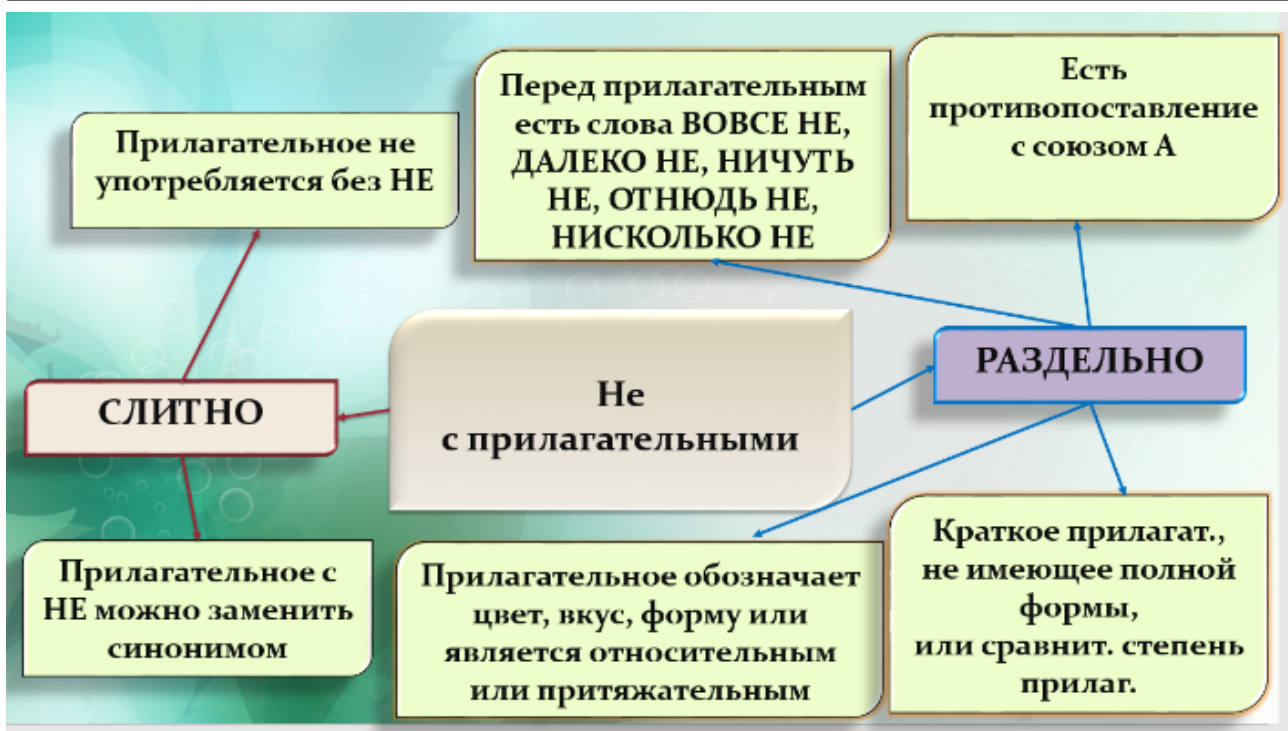 Прилагательное не
употребляется без НЕ
Перед прилагательным
есть слова ВОВСЕ НЕ,
ДАЛЕКО НЕ, НИЧУТЬ
НЕ, ОТНЮДЬ НЕ,
НИСКОЛЬКО НЕ
Есть
противопоставление
с союзом А
СЛИТНО
Не
с прилагательными
РАЗДЕЛЬНО
Прилагательное с
НЕ можно заменить
синонимом
Прилагательное обозначает
цвет, вкус, форму или
является относительным
или притяжательным
Краткое прилагат.,
не имеющее полной
формы,
или сравнит. степень
прилаг.